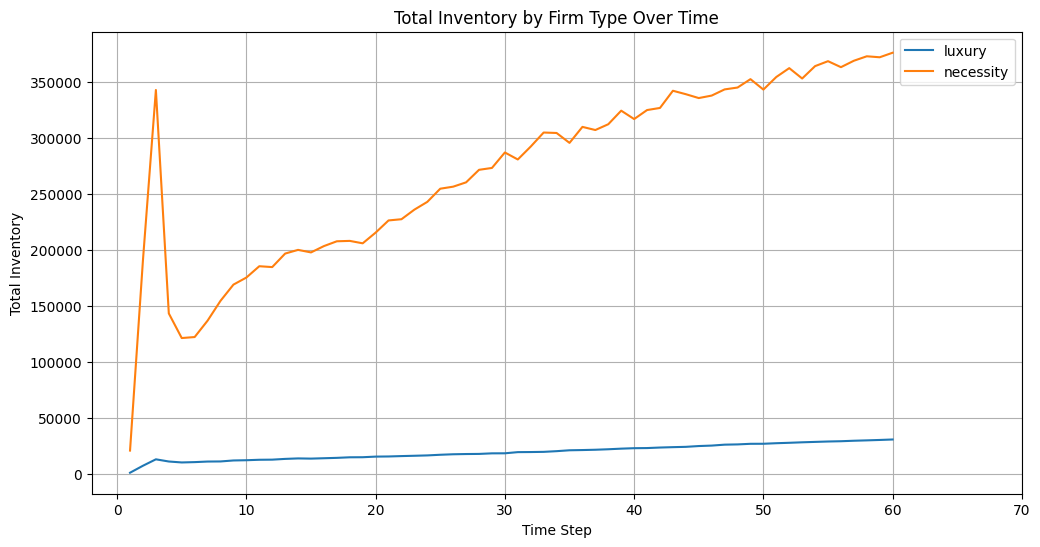 Total Inventory by Firm Type Over Time
luxury
necessity
Total Inventory
350000
300000
250000
200000
150000
100000
50000
0
0 10 20 30 40 50 60 70
Time Step